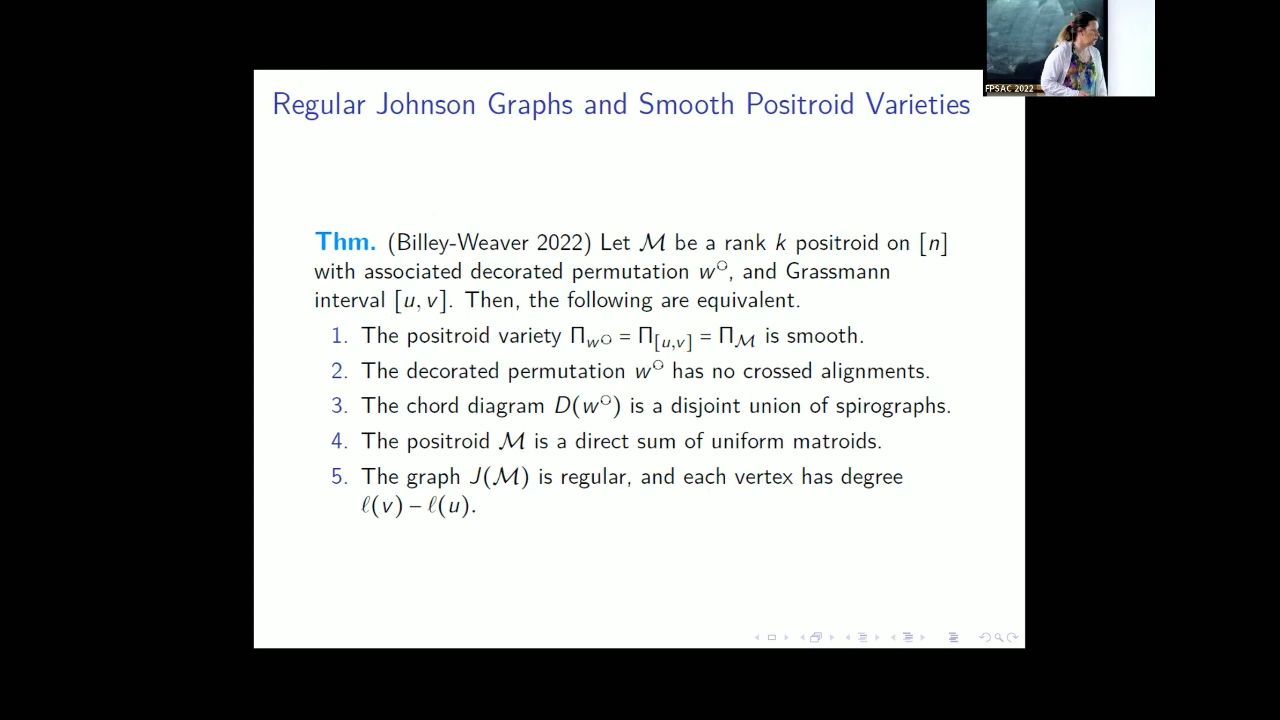 FPSAC 2022
Regular Johnson Graphs and Smooth Positroid Varieties
Thm. (Billey-Weaver 2022) Let ℳ be a rank k positroid on [n]
with associated decorated permutation w^○, and Grassmann
interval [u, v]. Then, the following are equivalent.
1. The positroid variety Π_{w^○} = Π_{[u,v]} = Π_ℳ is smooth.
2. The decorated permutation w^○ has no crossed alignments.
3. The chord diagram D(w^○) is a disjoint union of spirographs.
4. The positroid ℳ is a direct sum of uniform matroids.
5. The graph J(ℳ) is regular, and each vertex has degree
ℓ(v) – ℓ(u).